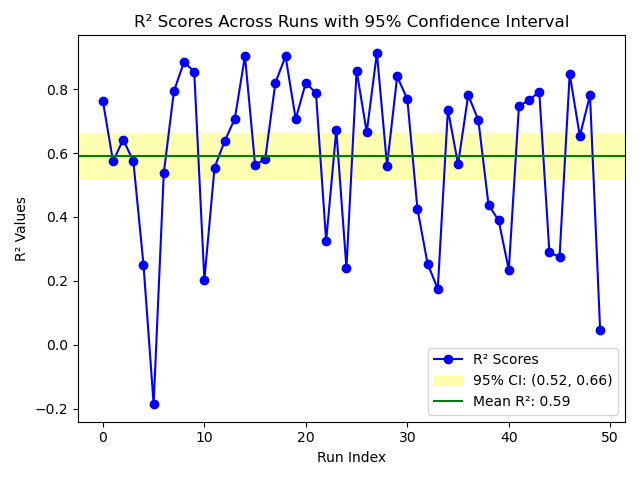 R² Scores Across Runs with 95% Confidence Interval
R² Values
0.8
0.6
0.4
0.2
0.0
−0.2
0
10
20
30
40
50
Run Index
R² Scores
95% CI: (0.52, 0.66)
Mean R²: 0.59